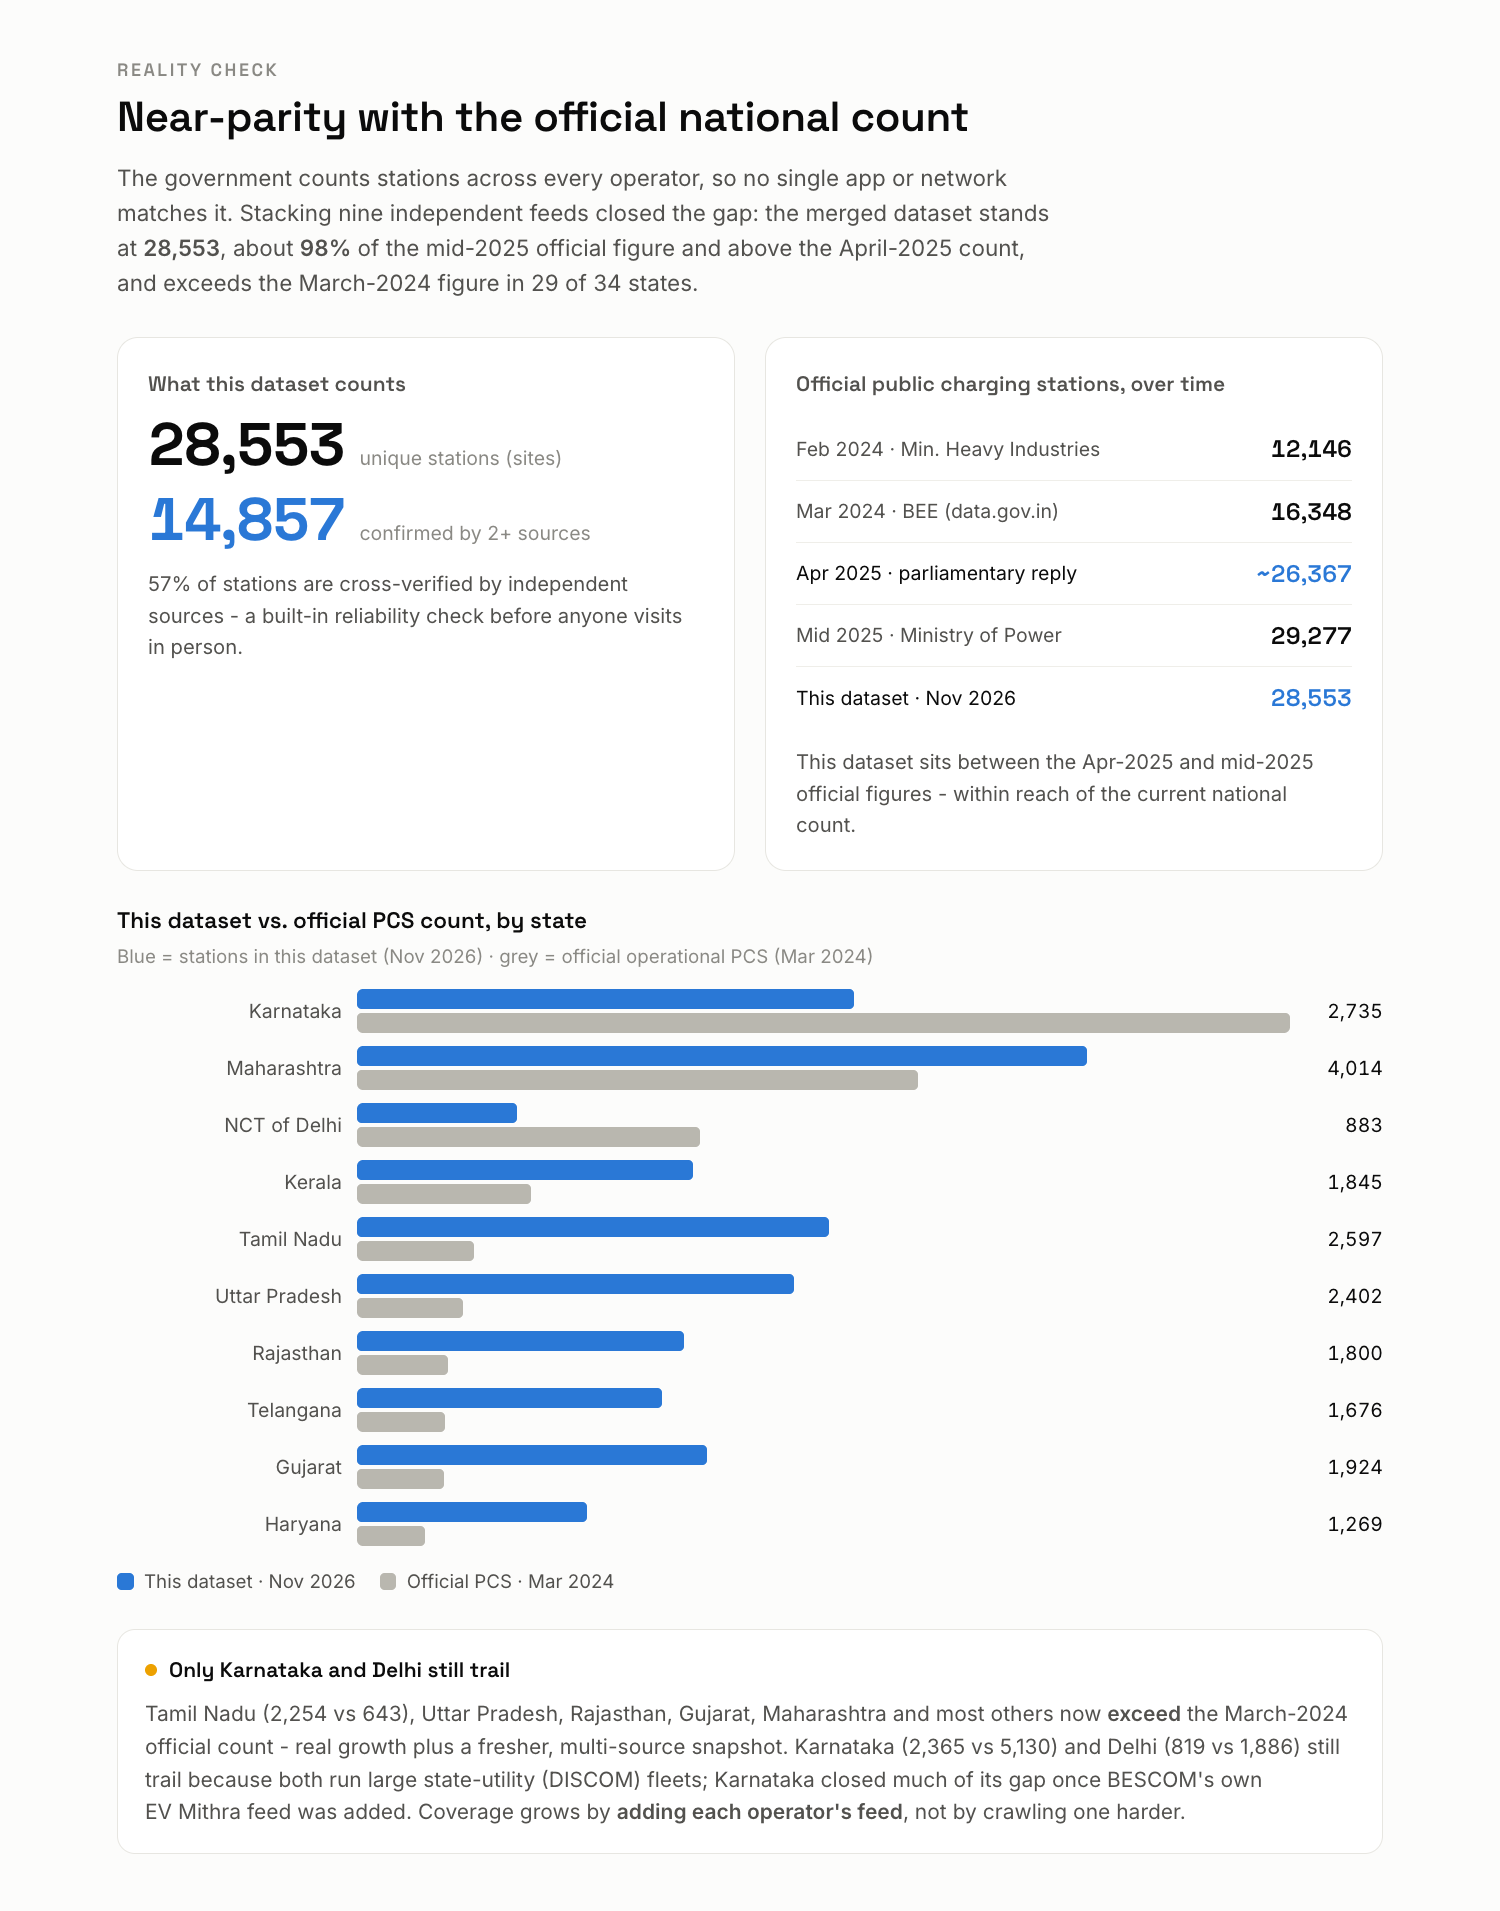 REALITY CHECK
Near-parity with the official national count
The government counts stations across every operator, so no single app or network
matches it. Stacking nine independent feeds closed the gap: the merged dataset stands
at 28,553, about 98% of the mid-2025 official figure and above the April-2025 count,
and exceeds the March-2024 figure in 29 of 34 states.
What this dataset counts
28,553 unique stations (sites)
14,857 confirmed by 2+ sources
57% of stations are cross-verified by independent
sources - a built-in reliability check before anyone visits
in person.
Official public charging stations, over time
Feb 2024 · Min. Heavy Industries 12,146
Mar 2024 · BEE (data.gov.in) 16,348
Apr 2025 · parliamentary reply ~26,367
Mid 2025 · Ministry of Power 29,277
This dataset · Nov 2026 28,553
This dataset sits between the Apr-2025 and mid-2025
official figures - within reach of the current national
count.
This dataset vs. official PCS count, by state
Blue = stations in this dataset (Nov 2026) · grey = official operational PCS (Mar 2024)
Karnataka 2,735
Maharashtra 4,014
NCT of Delhi 883
Kerala 1,845
Tamil Nadu 2,597
Uttar Pradesh 2,402
Rajasthan 1,800
Telangana 1,676
Gujarat 1,924
Haryana 1,269
This dataset · Nov 2026 Official PCS · Mar 2024
Only Karnataka and Delhi still trail
Tamil Nadu (2,254 vs 643), Uttar Pradesh, Rajasthan, Gujarat, Maharashtra and most others now exceed the March-2024
official count - real growth plus a fresher, multi-source snapshot. Karnataka (2,365 vs 5,130) and Delhi (819 vs 1,886) still
trail because both run large state-utility (DISCOM) fleets; Karnataka closed much of its gap once BESCOM's own
EV Mithra feed was added. Coverage grows by adding each operator's feed, not by crawling one harder.